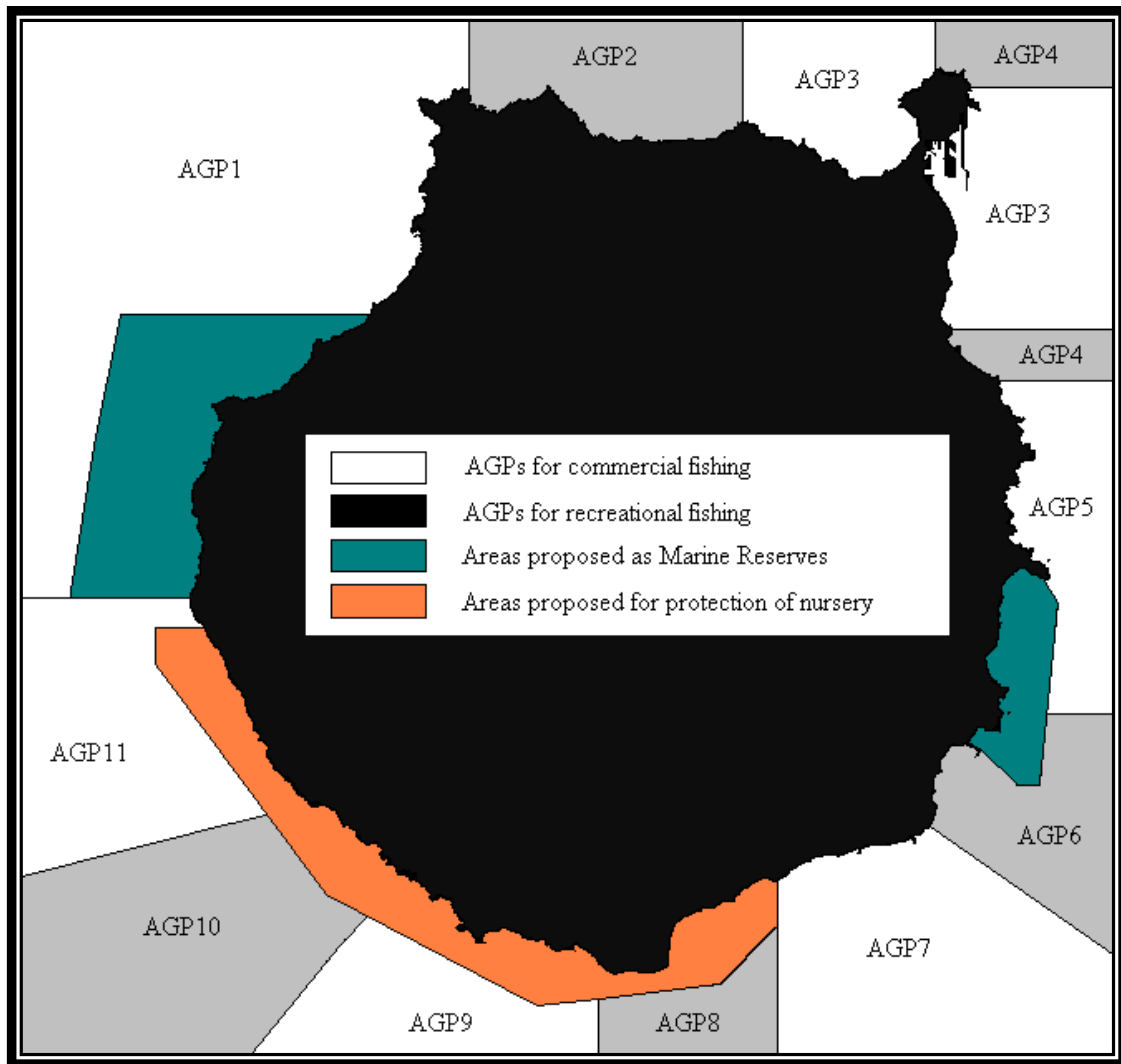 AGP2
AGP4
AGP3
AGP1
AGP3
AGP4
AGPs for commercial fishing
AGPs for recreational fishing
AGP5
Areas proposed as Marine Reserves
Areas proposed for protection of nursery
AGP11
AGP6
AGP10
AGP7
AGP9
AGP8